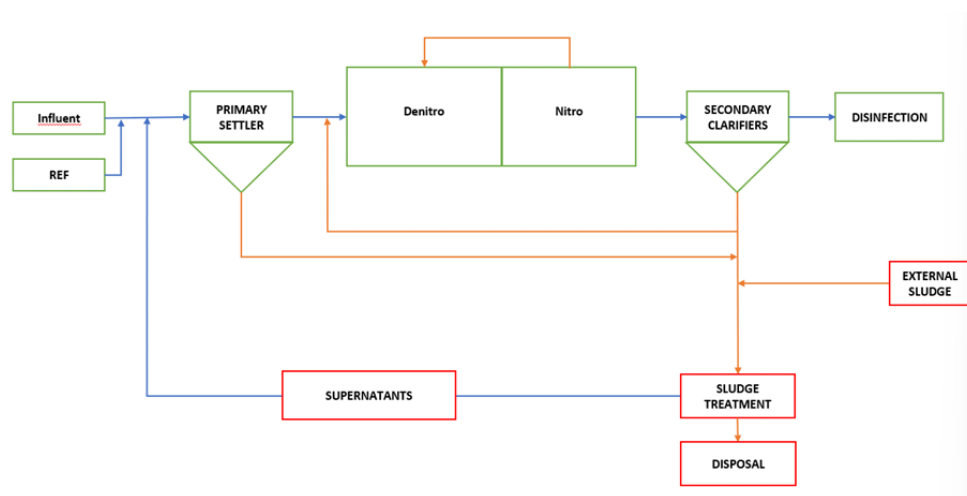 Influent
REF
PRIMARY
SETTLER
Denitro
Nitro
SECONDARY
CLARIFIERS
DISINFECTION
EXTERNAL
SLUDGE
SUPERNATANTS
SLUDGE
TREATMENT
DISPOSAL